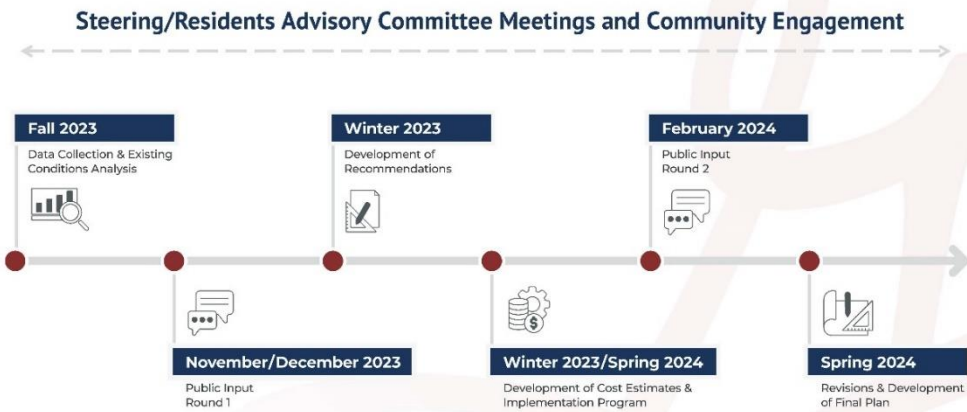 Steering/Residents Advisory Committee Meetings and Community Engagement
Fall 2023
Data Collection & Existing
Conditions Analysis
November/December 2023
Public Input
Round 1
Winter 2023
Development of
Recommendations
Winter 2023/Spring 2024
Development of Cost Estimates &
Implementation Program
February 2024
Public Input
Round 2
Spring 2024
Revisions & Development
of Final Plan